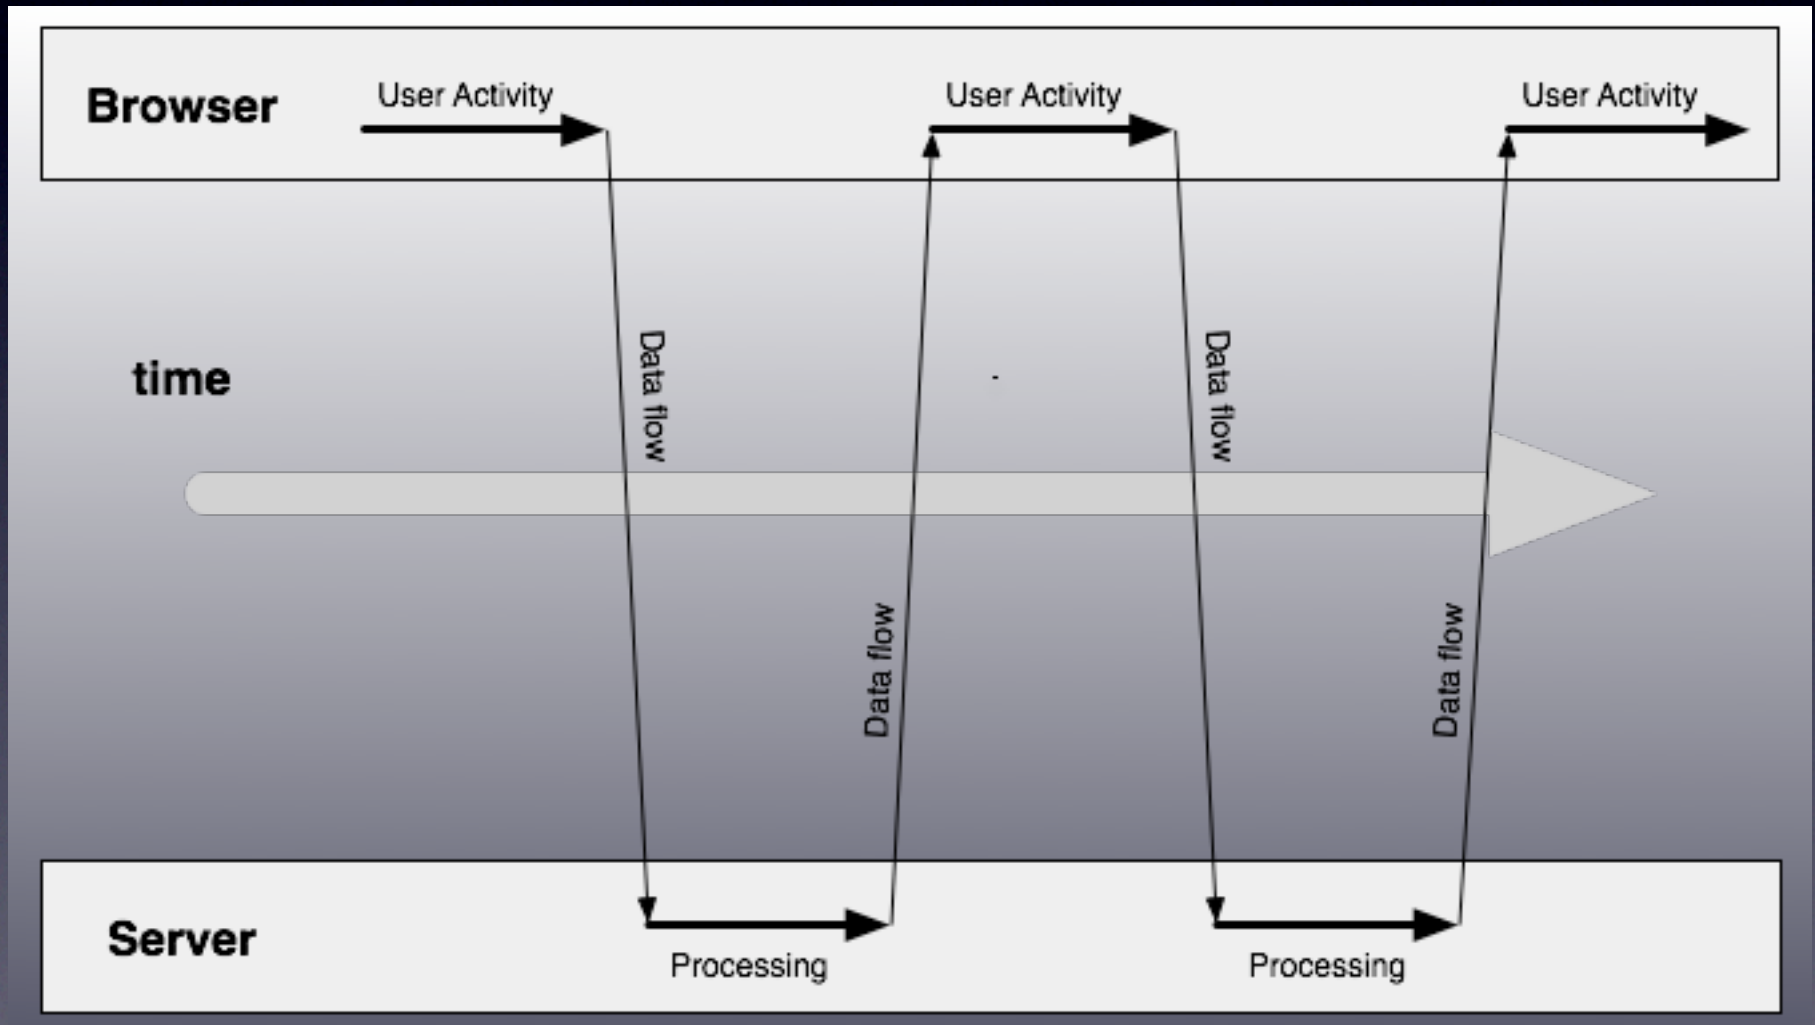 Browser
User Activity
User Activity
User Activity
time
Data flow
Data flow
Data flow
Data flow
Server
Processing
Processing